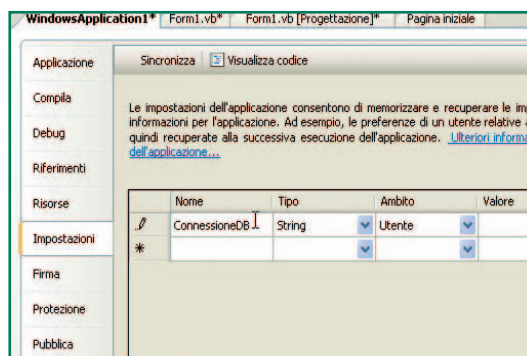 WindowsApplication1* Form1.vb* Form1.vb [Progettazione]* Pagina iniziale
Sincronizza Visualizza codice
Applicazione
Compila
Debug
Riferimenti
Risorse
Impostazioni
Firma
Protezione
Pubblica
Le impostazioni dell'applicazione consentono di memorizzare e recuperare le im
informazioni per l'applicazione. Ad esempio, le preferenze di un utente relative a
quindi recuperate alla successiva esecuzione dell'applicazione. Ulteriori informa
dell'applicazione...
Nome Tipo Ambito Valore
ConnessioneDB String Utente
*